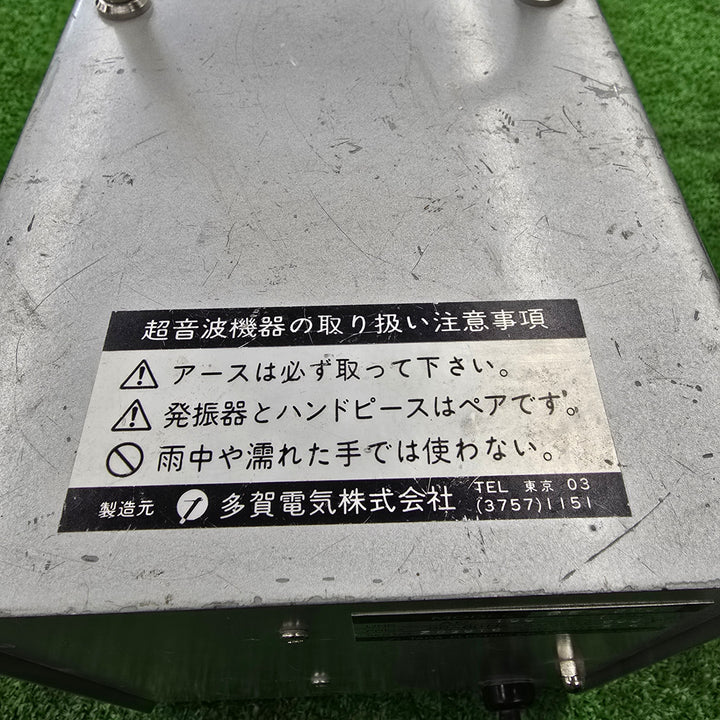 超音波機器の取り扱い注意事項
アースは必ず取って下さい。
発振器とハンドピースはペアです。
雨中や濡れた手では使わない。
製造元 多賀電気株式会社 TEL 東京 03
(3757)1151